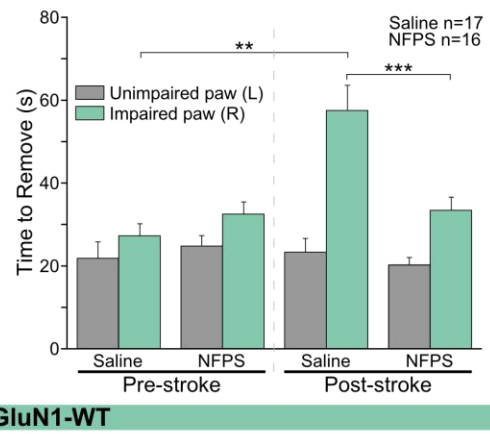 80
60
40
20
0
Time to Remove (s)
Saline n=17
NFPS n=16
**
***
Unimpaired paw (L)
Impaired paw (R)
Saline NFPS Saline NFPS
Pre-stroke Post-stroke
GluN1-WT